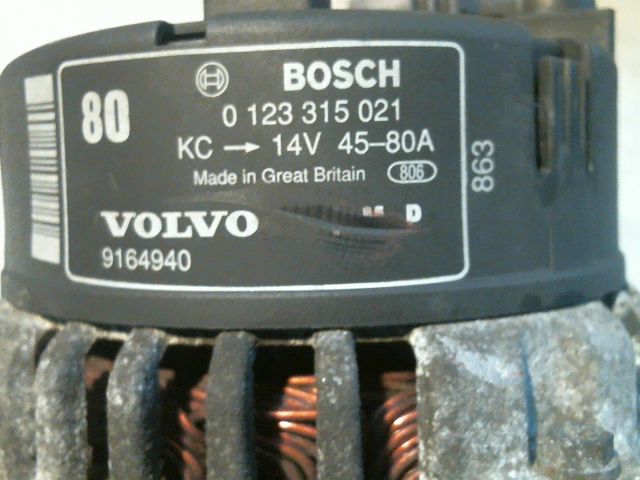 80
BOSCH
0 123 315 021
KC → 14V 45–80A
Made in Great Britain 806
VOLVO
9164940
863